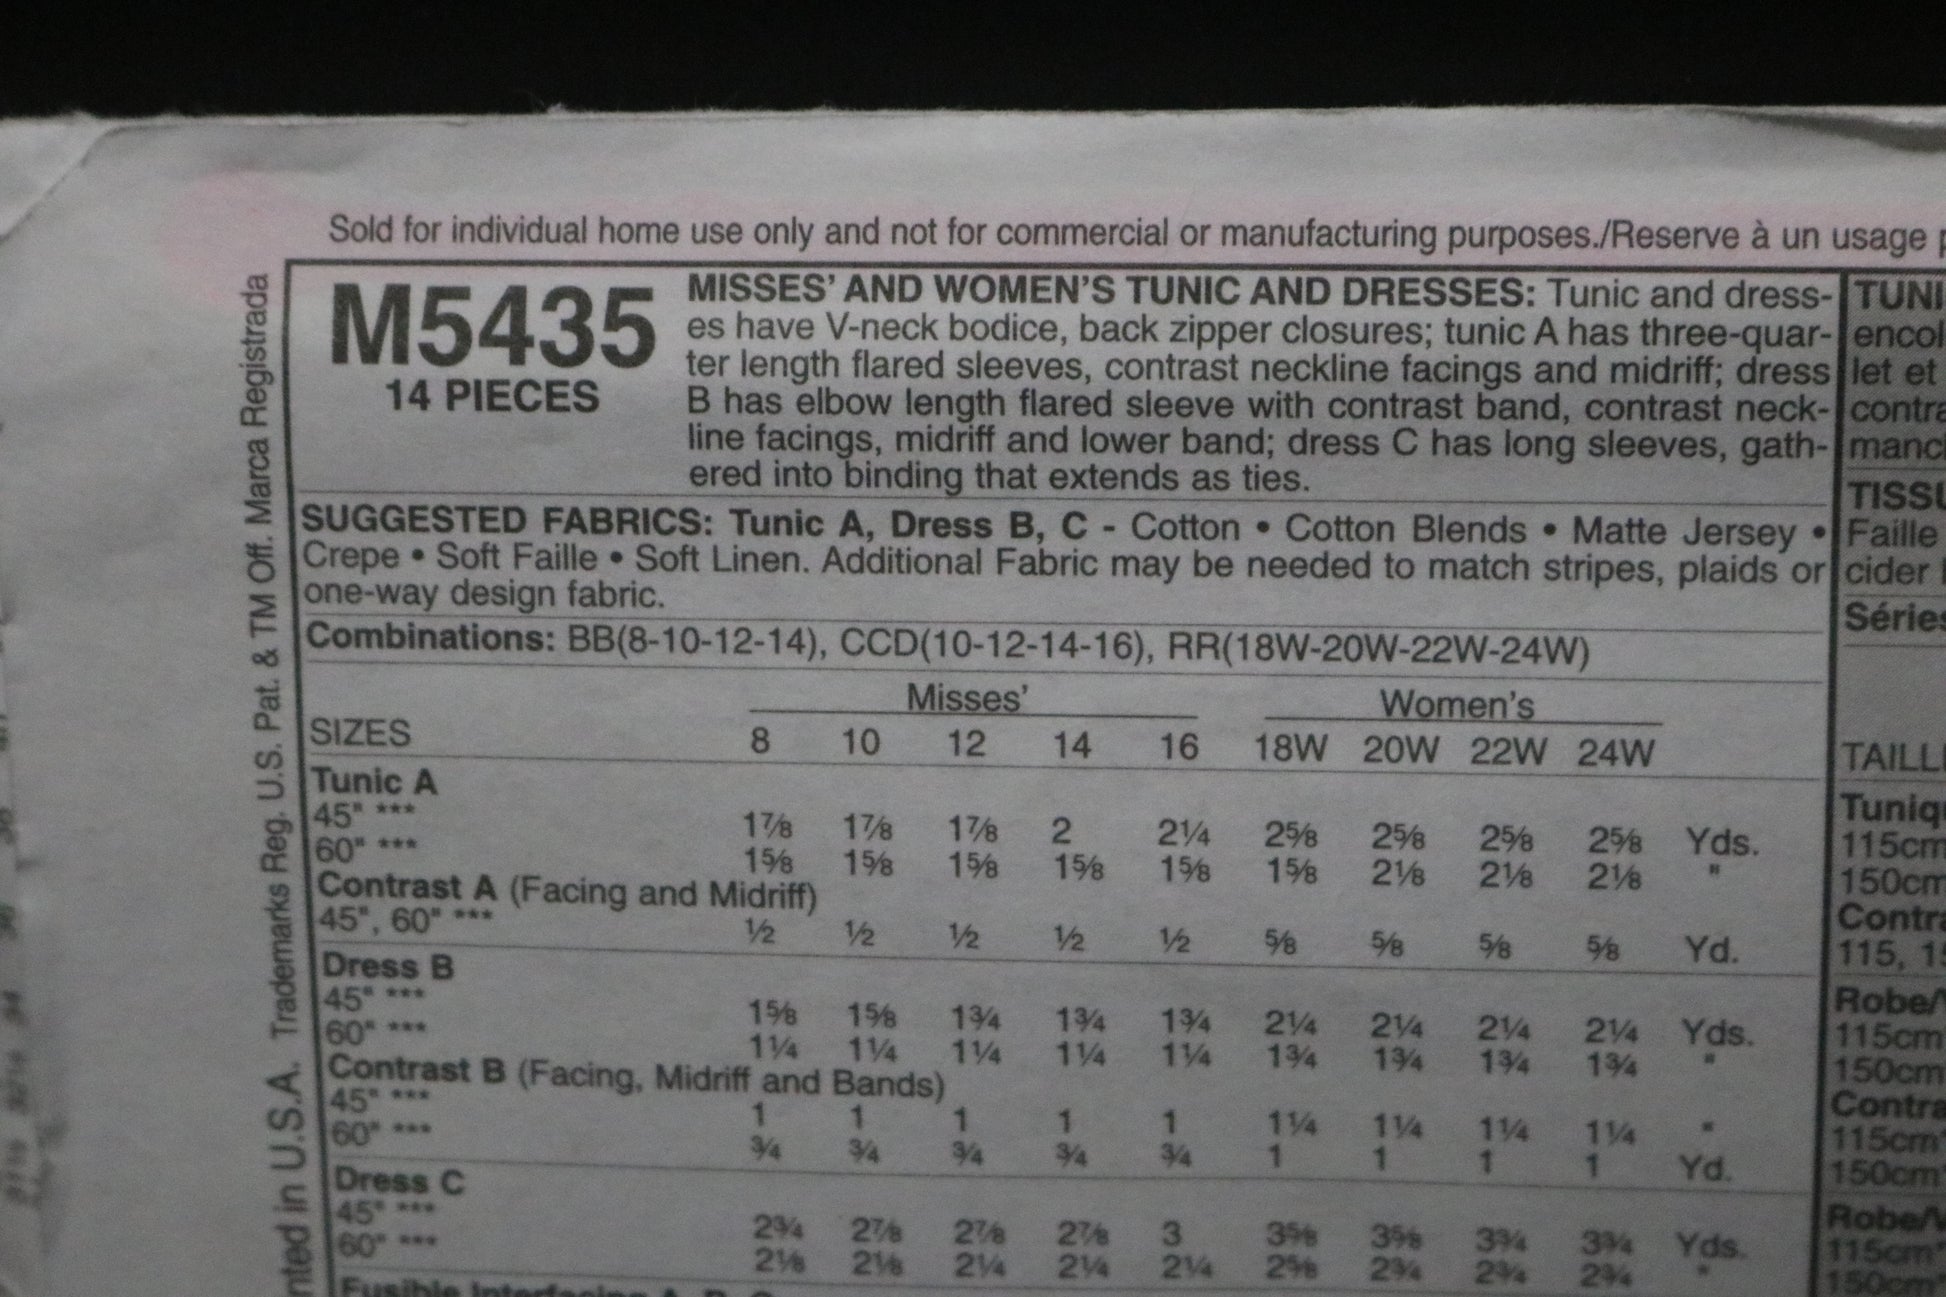 Sold for individual home use only and not for commercial or manufacturing purposes./Reserve à un usage
M5435
14 PIECES
MISSES' AND WOMEN'S TUNIC AND DRESSES: Tunic and dress-
es have V-neck bodice, back zipper closures; tunic A has three-quar-
ter length flared sleeves, contrast neckline facings and midriff; dress
B has elbow length flared sleeve with contrast band, contrast neck-
line facings, midriff and lower band; dress C has long sleeves, gath-
ered into binding that extends as ties.
SUGGESTED FABRICS: Tunic A, Dress B, C - Cotton • Cotton Blends • Matte Jersey •
Crepe • Soft Faille • Soft Linen. Additional Fabric may be needed to match stripes, plaids or
one-way design fabric.
Combinations: BB(8-10-12-14), CCD(10-12-14-16), RR(18W-20W-22W-24W)
Misses' Women's
SIZES 8 10 12 14 16 18W 20W 22W 24W
Tunic A
45" *** 1⅞ 1⅞ 1⅞ 2 2¼ 2⅝ 2⅝ 2⅝ 2⅝ Yds.
60" *** 1⅝ 1⅝ 1⅝ 1⅝ 1⅝ 1⅝ 2⅛ 2⅛ 2⅛ "
Contrast A (Facing and Midriff)
45", 60" *** ½ ½ ½ ½ ½ ⅝ ⅝ ⅝ ⅝ Yd.
Dress B
45" *** 1⅝ 1⅝ 1¾ 1¾ 1¾ 2¼ 2¼ 2¼ 2¼ Yds.
60" *** 1¼ 1¼ 1¼ 1¼ 1¼ 1¾ 1¾ 1¾ 1¾ "
Contrast B (Facing, Midriff and Bands)
45" *** 1 1 1 1 1 1¼ 1¼ 1¼ 1¼ "
60" *** ¾ ¾ ¾ ¾ ¾ 1 1 1 1 Yd.
Dress C
45" *** 2¾ 2⅞ 2⅞ 2⅞ 3 3⅝ 3⅝ 3¾ 3¾ Yds.
60" *** 2⅛ 2⅛ 2¼ 2¼ 2¼ 2⅝ 2¾ 2¾ 2¾ "
Fusible Interfacing
Trademarks Reg. U.S. Pat. & TM Off. Marca Registrada
in U.S.A.
TUNI
encol
let et
contra
manc
TISSU
Faille
cider
Séries
TAILL
Tuniq
115cm
150cm
Contra
115, 1
Robe/
115cm
150cm
Contra
115cm*
150cm*
Robe/
115cm*
150cm*